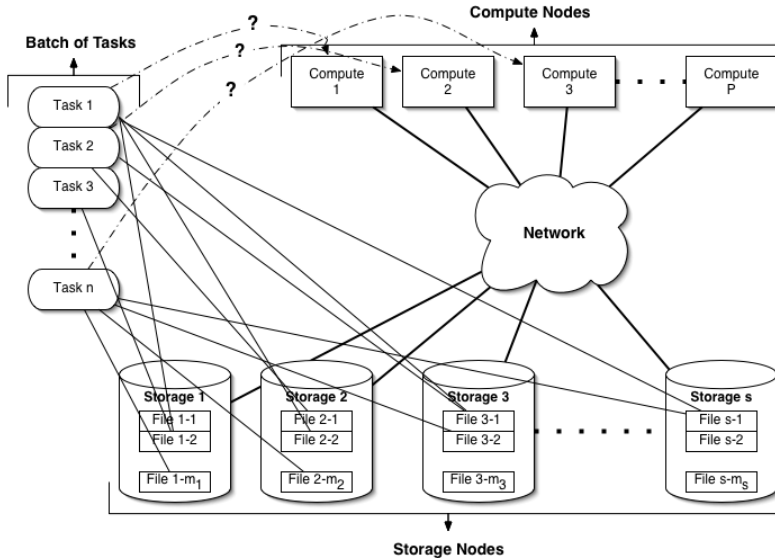 Compute Nodes
Batch of Tasks
?
?
?
Compute
1
Compute
2
Compute
3
Compute
P
Task 1
Task 2
Task 3
Task n
Network
Storage 1
File 1-1
File 1-2
File 1-m1
Storage 2
File 2-1
File 2-2
File 2-m2
Storage 3
File 3-1
File 3-2
File 3-m3
Storage s
File s-1
File s-2
File s-ms
Storage Nodes